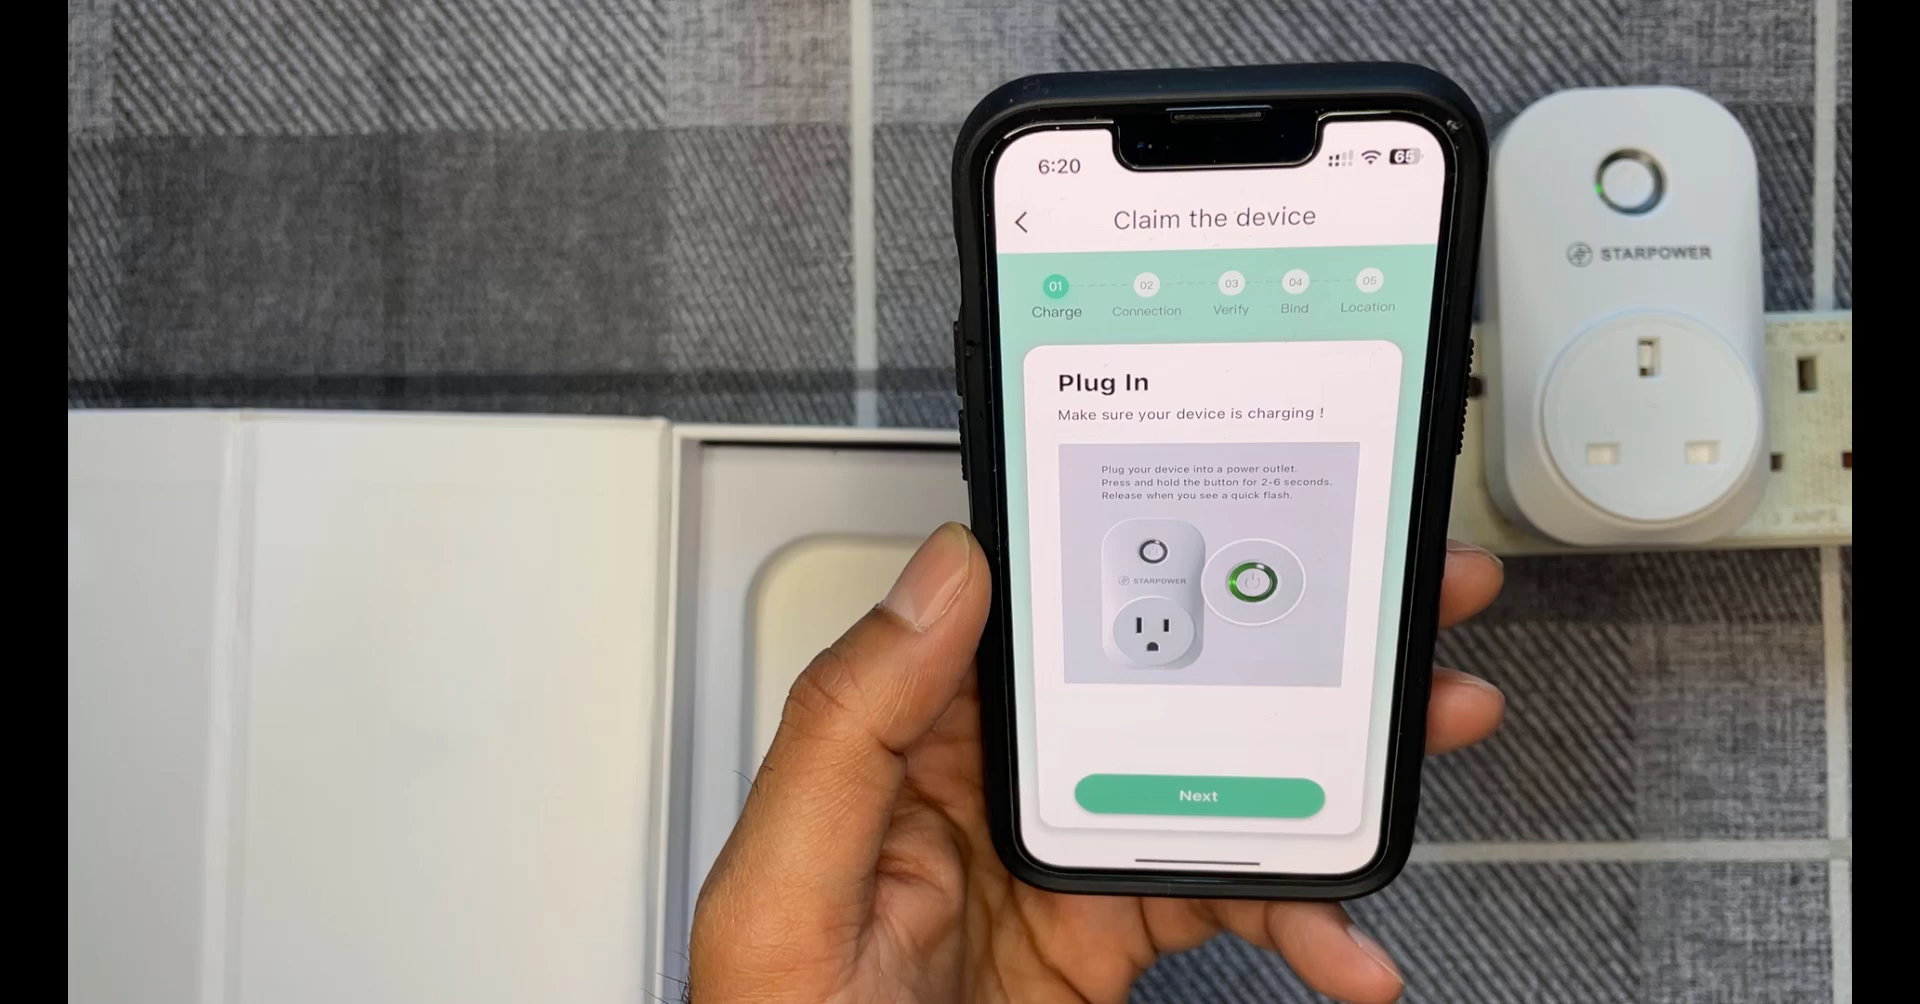 6:20
65
Claim the device
01
02
03
04
05
Charge
Connection
Verify
Bind
Location
Plug In
Make sure your device is charging !
Plug your device into a power outlet.
Press and hold the button for 2-6 seconds.
Release when you see a quick flash.
STARPOWER
Next
STARPOWER